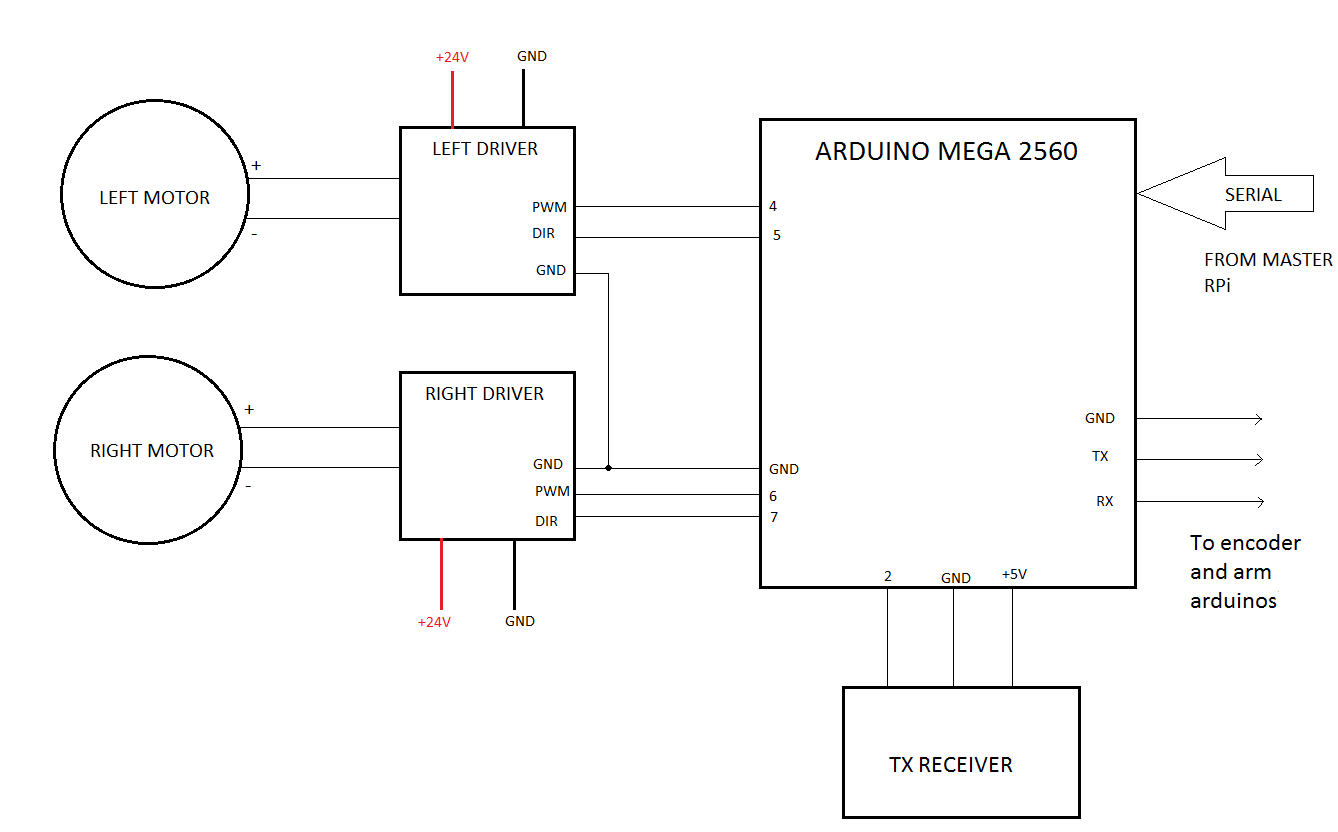 +24V
GND
LEFT DRIVER
LEFT MOTOR
+
-
PWM
DIR
GND
ARDUINO MEGA 2560
4
5
SERIAL
FROM MASTER
RPi
RIGHT DRIVER
RIGHT MOTOR
+
-
GND
PWM
DIR
+24V
GND
GND
6
7
GND
TX
RX
To encoder
and arm
arduinos
2
GND
+5V
TX RECEIVER